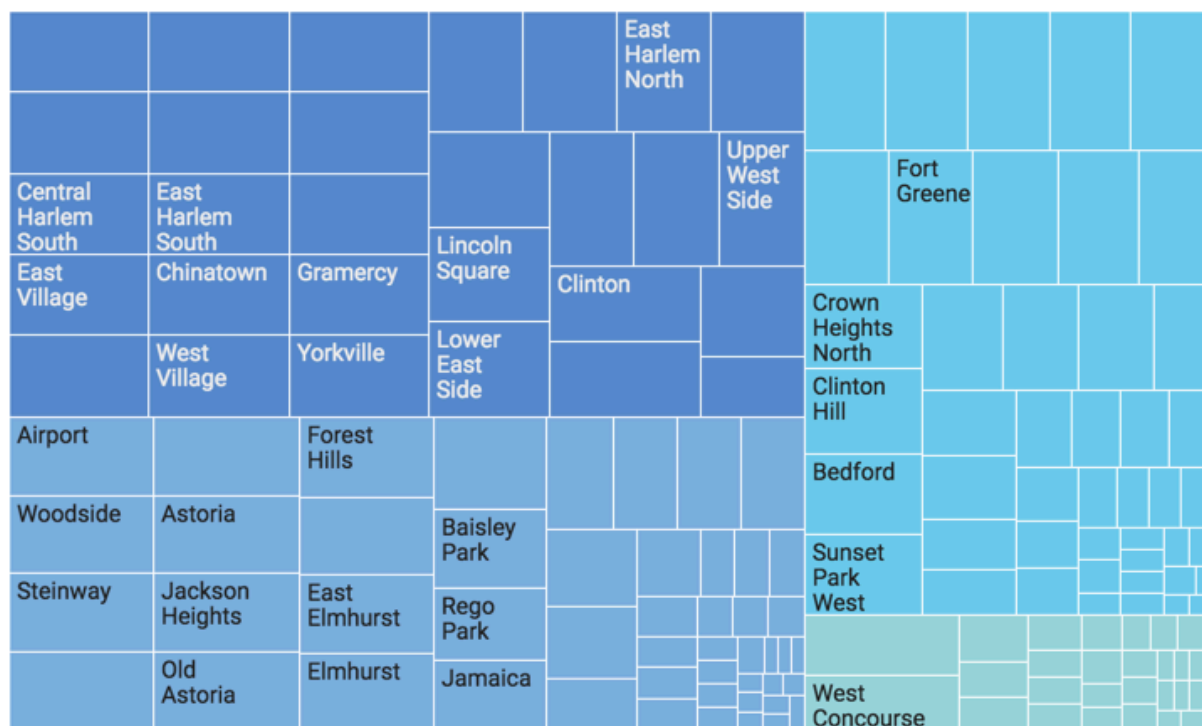 East
Harlem
North
Upper
West
Side
Central
Harlem
South
East
Harlem
South
Lincoln
Square
East
Village
Chinatown
Gramercy
Clinton
Lower
East
Side
West
Village
Yorkville
Fort
Greene
Crown
Heights
North
Clinton
Hill
Bedford
Sunset
Park
West
Airport
Forest
Hills
Woodside
Astoria
Baisley
Park
Steinway
Jackson
Heights
East
Elmhurst
Rego
Park
Old
Astoria
Elmhurst
Jamaica
West
Concourse